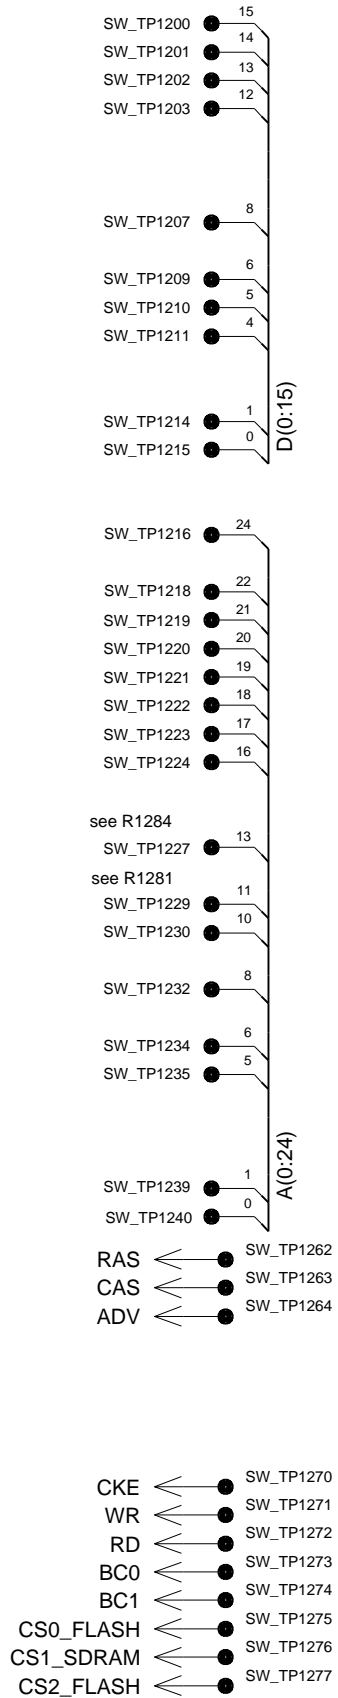 SW_TP1200 15
SW_TP1201 14
SW_TP1202 13
SW_TP1203 12
SW_TP1207 8
SW_TP1209 6
SW_TP1210 5
SW_TP1211 4
SW_TP1214 1
SW_TP1215 0
D(0:15)
SW_TP1216 24
SW_TP1218 22
SW_TP1219 21
SW_TP1220 20
SW_TP1221 19
SW_TP1222 18
SW_TP1223 17
SW_TP1224 16
see R1284
SW_TP1227 13
see R1281
SW_TP1229 11
SW_TP1230 10
SW_TP1232 8
SW_TP1234 6
SW_TP1235 5
SW_TP1239 1
SW_TP1240 0
A(0:24)
RAS SW_TP1262
CAS SW_TP1263
ADV SW_TP1264
CKE SW_TP1270
WR SW_TP1271
RD SW_TP1272
BC0 SW_TP1273
BC1 SW_TP1274
CS0_FLASH SW_TP1275
CS1_SDRAM SW_TP1276
CS2_FLASH SW_TP1277